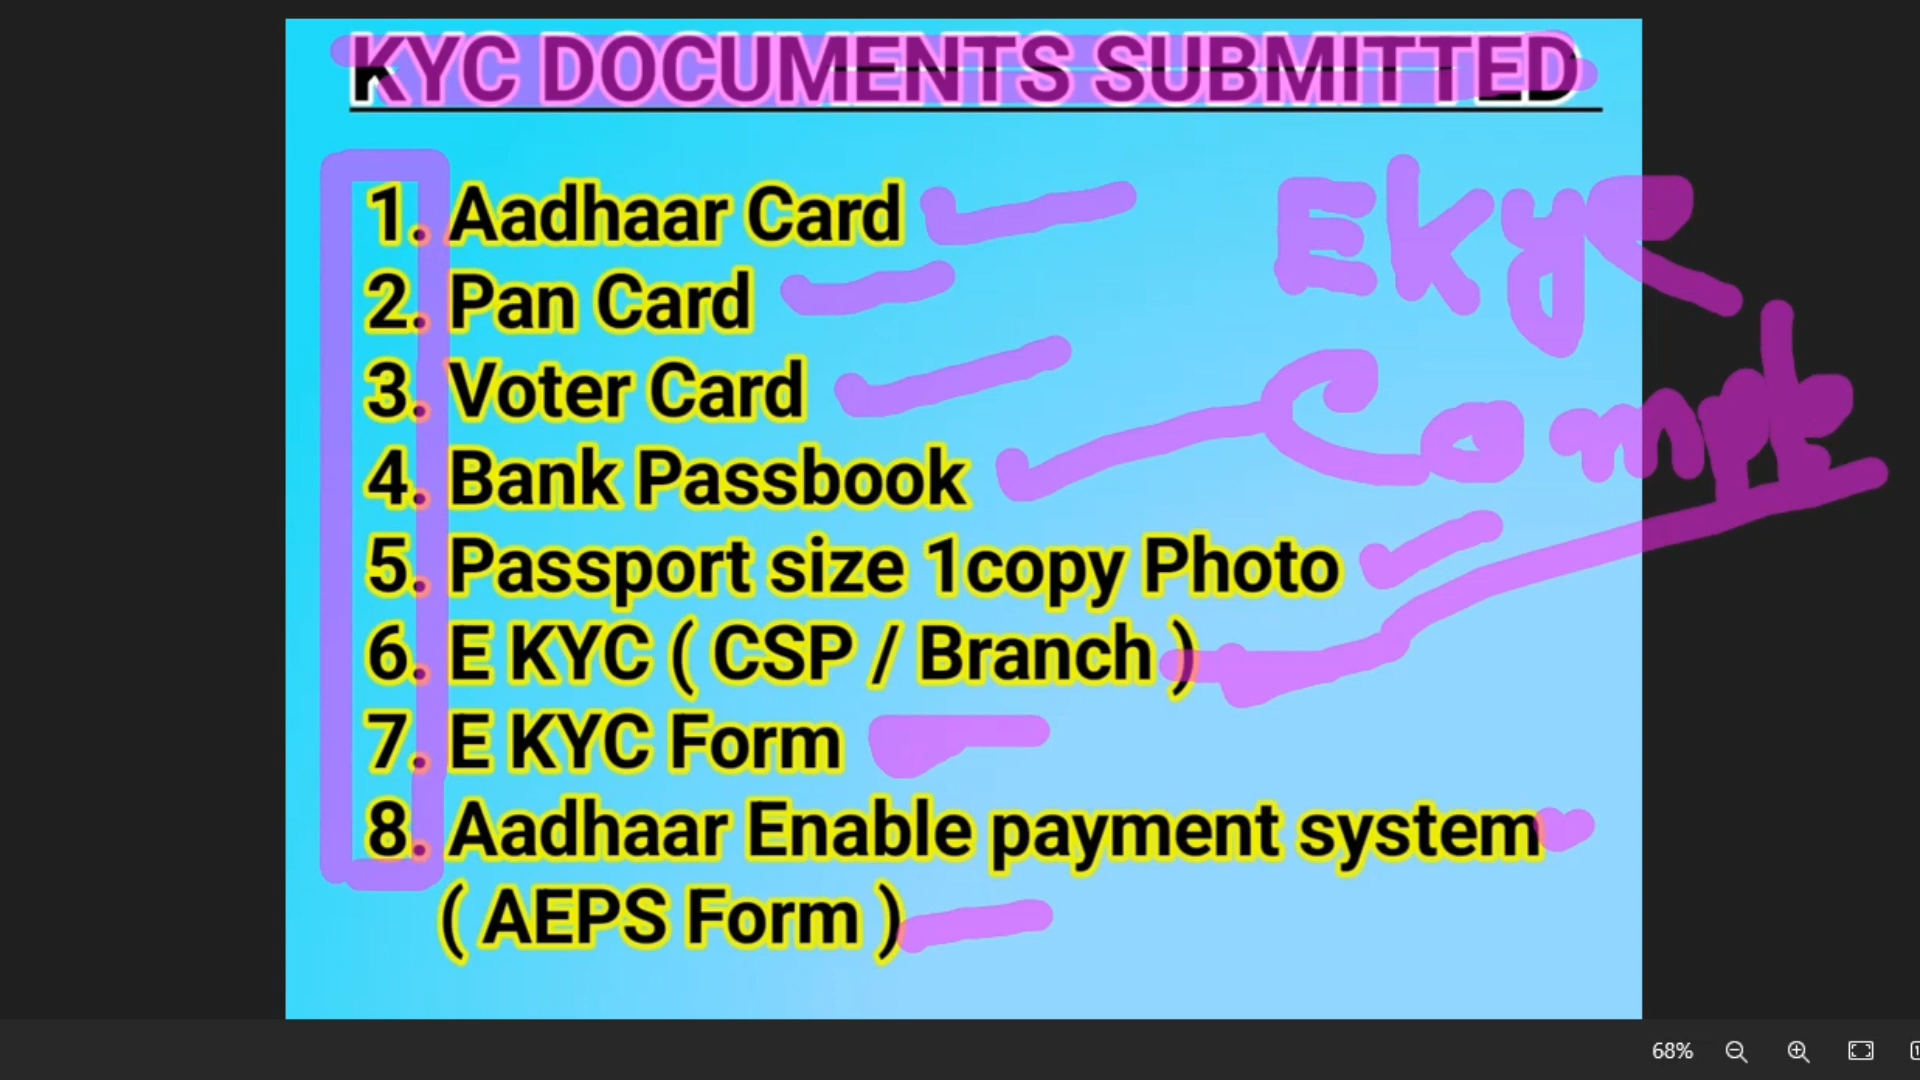 KYC DOCUMENTS SUBMITTED
1. Aadhaar Card
2. Pan Card
3. Voter Card
4. Bank Passbook
5. Passport size 1copy Photo
6. E KYC ( CSP / Branch )
7. E KYC Form
8. Aadhaar Enable payment system
( AEPS Form )
Ekyc
68%